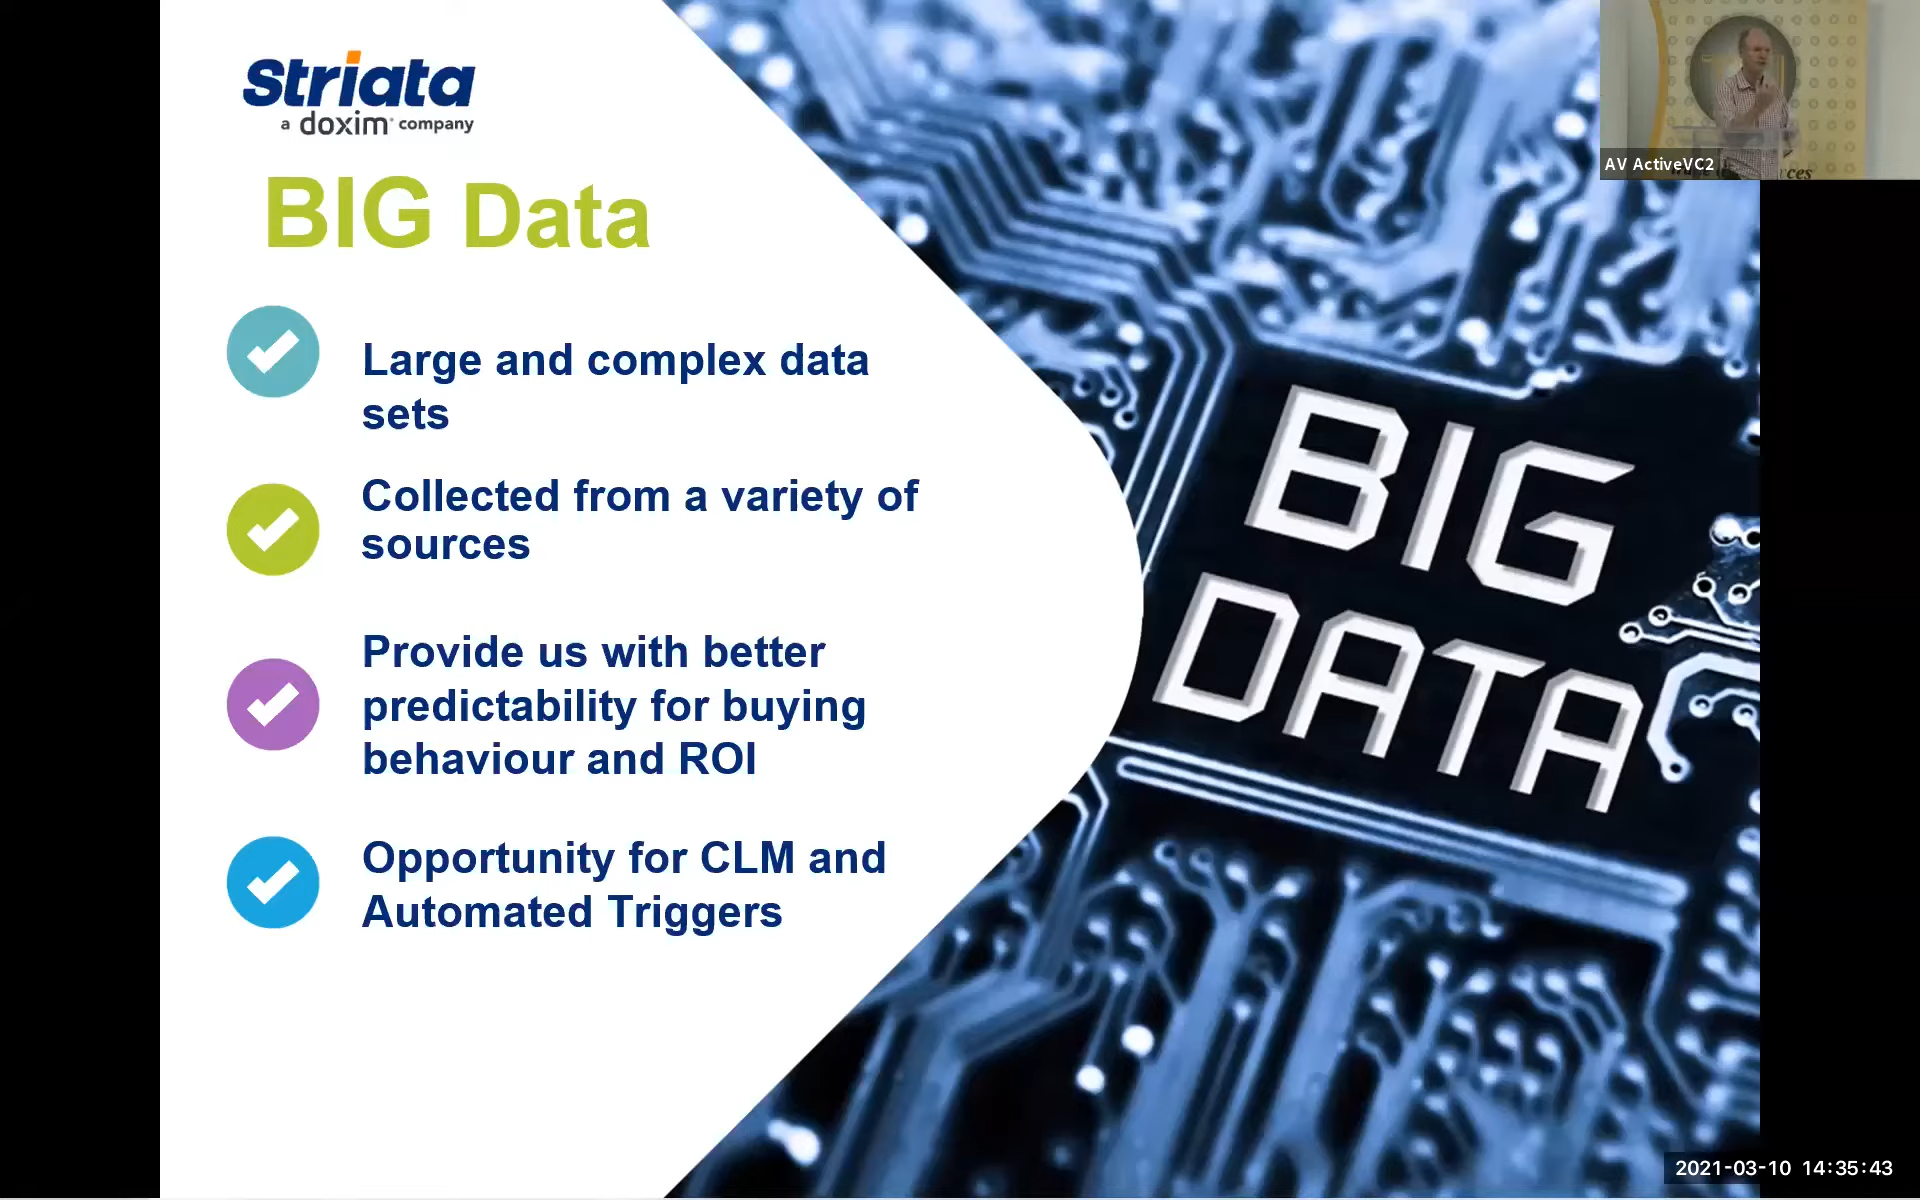 Striata
a doxim company
BIG Data
Large and complex data
sets
Collected from a variety of
sources
Provide us with better
predictability for buying
behaviour and ROI
Opportunity for CLM and
Automated Triggers
BIG
DATA
AV ActiveVC2
2021-03-10 14:35:43